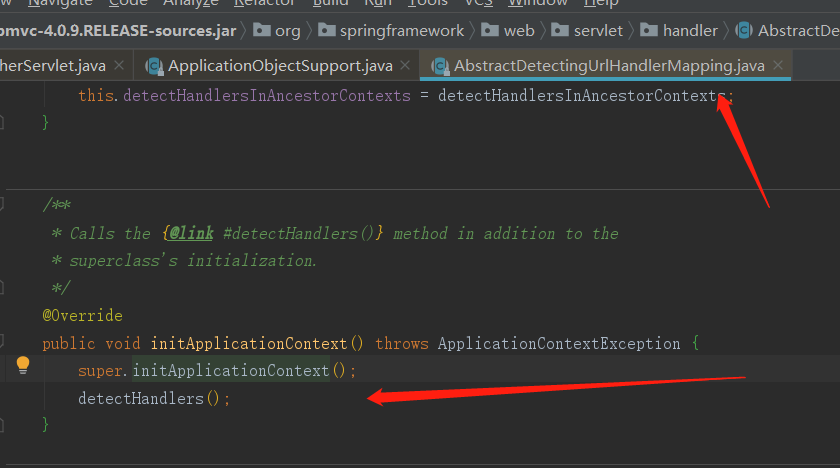 Navigate Code Analyze Refactor Build Run Tools VCS Window Help
omvc-4.0.9.RELEASE-sources.jar org springframework web servlet handler AbstractDe
herServlet.java ApplicationObjectSupport.java AbstractDetectingUrlHandlerMapping.java
this.detectHandlersInAncestorContexts = detectHandlersInAncestorContexts;
}
/**
* Calls the {@link #detectHandlers()} method in addition to the
* superclass's initialization.
*/
@Override
public void initApplicationContext() throws ApplicationContextException {
super.initApplicationContext();
detectHandlers();
}